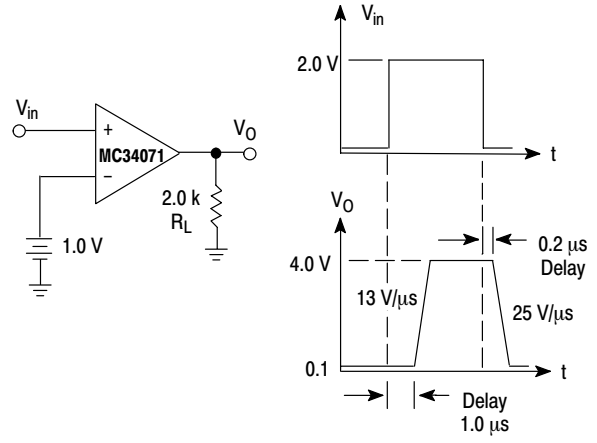 Vin
2.0 V
t
Vin
+
MC34071
−
VO
2.0 k
RL
1.0 V
VO
4.0 V
13 V/µs
25 V/µs
0.2 µs
Delay
0.1
t
Delay
1.0 µs